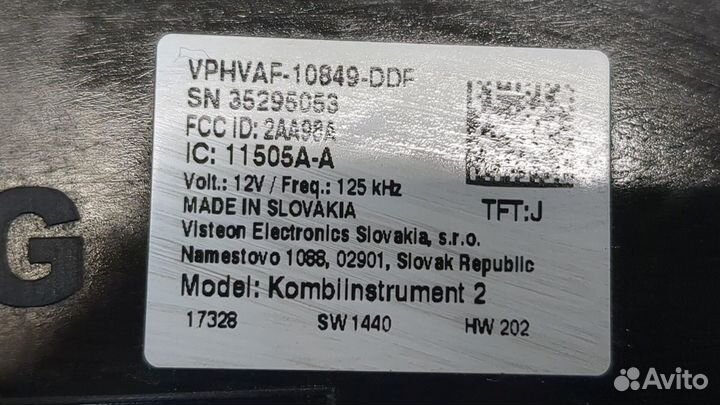 VPHVAF-10849-DDF
SN 35295053
FCC ID: 2AA98A
IC: 11505A-A
Volt.: 12V / Freq.: 125 kHz
MADE IN SLOVAKIA
TFT:J
Visteon Electronics Slovakia, s.r.o.
Namestovo 1088, 02901, Slovak Republic
Model: KombiInstrument 2
17328 SW 1440 HW 202
G
Avito